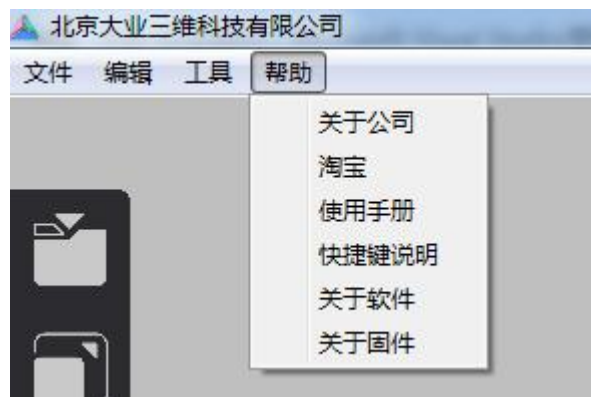 北京大业三维科技有限公司
文件 编辑 工具 帮助
关于公司
淘宝
使用手册
快捷键说明
关于软件
关于固件